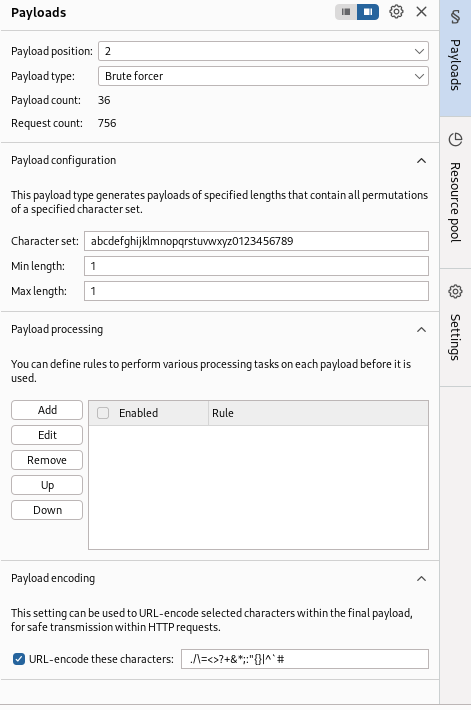 Payloads
Payload position: 2
Payload type: Brute forcer
Payload count: 36
Request count: 756
Payload configuration
This payload type generates payloads of specified lengths that contain all permutations
of a specified character set.
Character set: abcdefghijklmnopqrstuvwxyz0123456789
Min length: 1
Max length: 1
Payload processing
You can define rules to perform various processing tasks on each payload before it is
used.
Add
Edit
Remove
Up
Down
Enabled Rule
Payload encoding
This setting can be used to URL-encode selected characters within the final payload,
for safe transmission within HTTP requests.
URL-encode these characters: ./\=<>?+&*;:"{}|^`#
Payloads
Resource pool
Settings